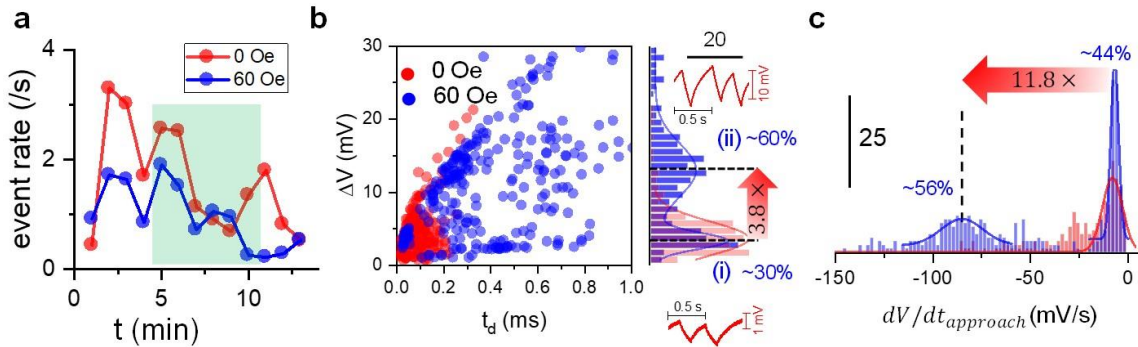 a
event rate (/s)
4
2
0
0 Oe
60 Oe
0
5
10
t (min)
b
ΔV (mV)
30
25
20
15
10
5
0
0 Oe
60 Oe
0.0
0.2
0.4
0.6
0.8
1.0
t_d (ms)
20
10 mV
0.5 s
(ii) ~60%
3.8 ×
(i) ~30%
0.5 s
1 mV
c
~44%
11.8 ×
25
~56%
-150
-100
-50
0
dV/dt_approach (mV/s)